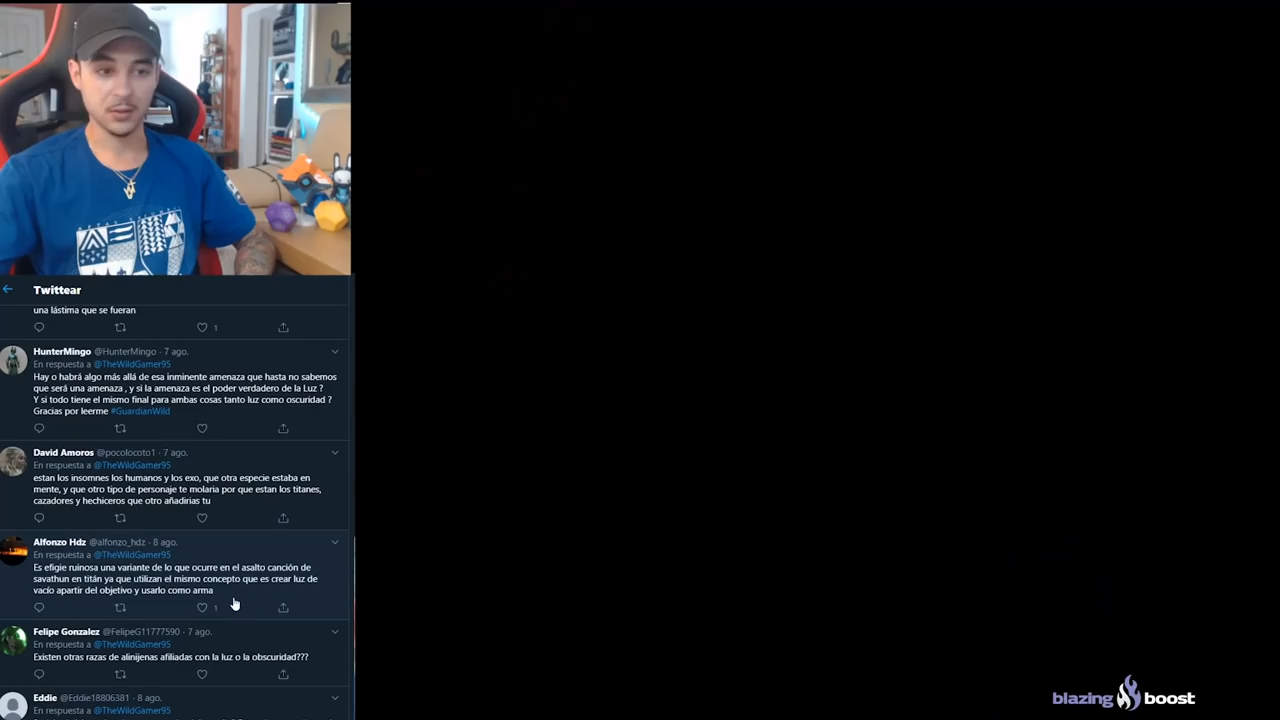 Twittear
una lástima que se fueran
1
HunterMingo @HunterMingo · 7 ago.
En respuesta a @TheWildGamer95
Hay o habrá algo más allá de esa inminente amenaza que hasta no sabemos
que será una amenaza , y si la amenaza es el poder verdadero de la Luz ?
Y si todo tiene el mismo final para ambas cosas tanto luz como oscuridad ?
Gracias por leerme #GuardianWild
David Amoros @pocolocoto1 · 7 ago.
En respuesta a @TheWildGamer95
estan los insomnes los humanos y los exo, que otra especie estaba en
mente, y que otro tipo de personaje te molaria por que estan los titanes,
cazadores y hechiceros que otro añadirias tu
Alfonzo Hdz @alfonzo_hdz · 8 ago.
En respuesta a @TheWildGamer95
Es efigie ruinosa una variante de lo que ocurre en el asalto canción de
savathun en titán ya que utilizan el mismo concepto que es crear luz de
vacío apartir del objetivo y usarlo como arma
1
Felipe Gonzalez @FelipeG11777590 · 7 ago.
En respuesta a @TheWildGamer95
Existen otras razas de alinijenas afiliadas con la luz o la obscuridad???
Eddie @Eddie18806381 · 8 ago.
En respuesta a @TheWildGamer95
blazing boost